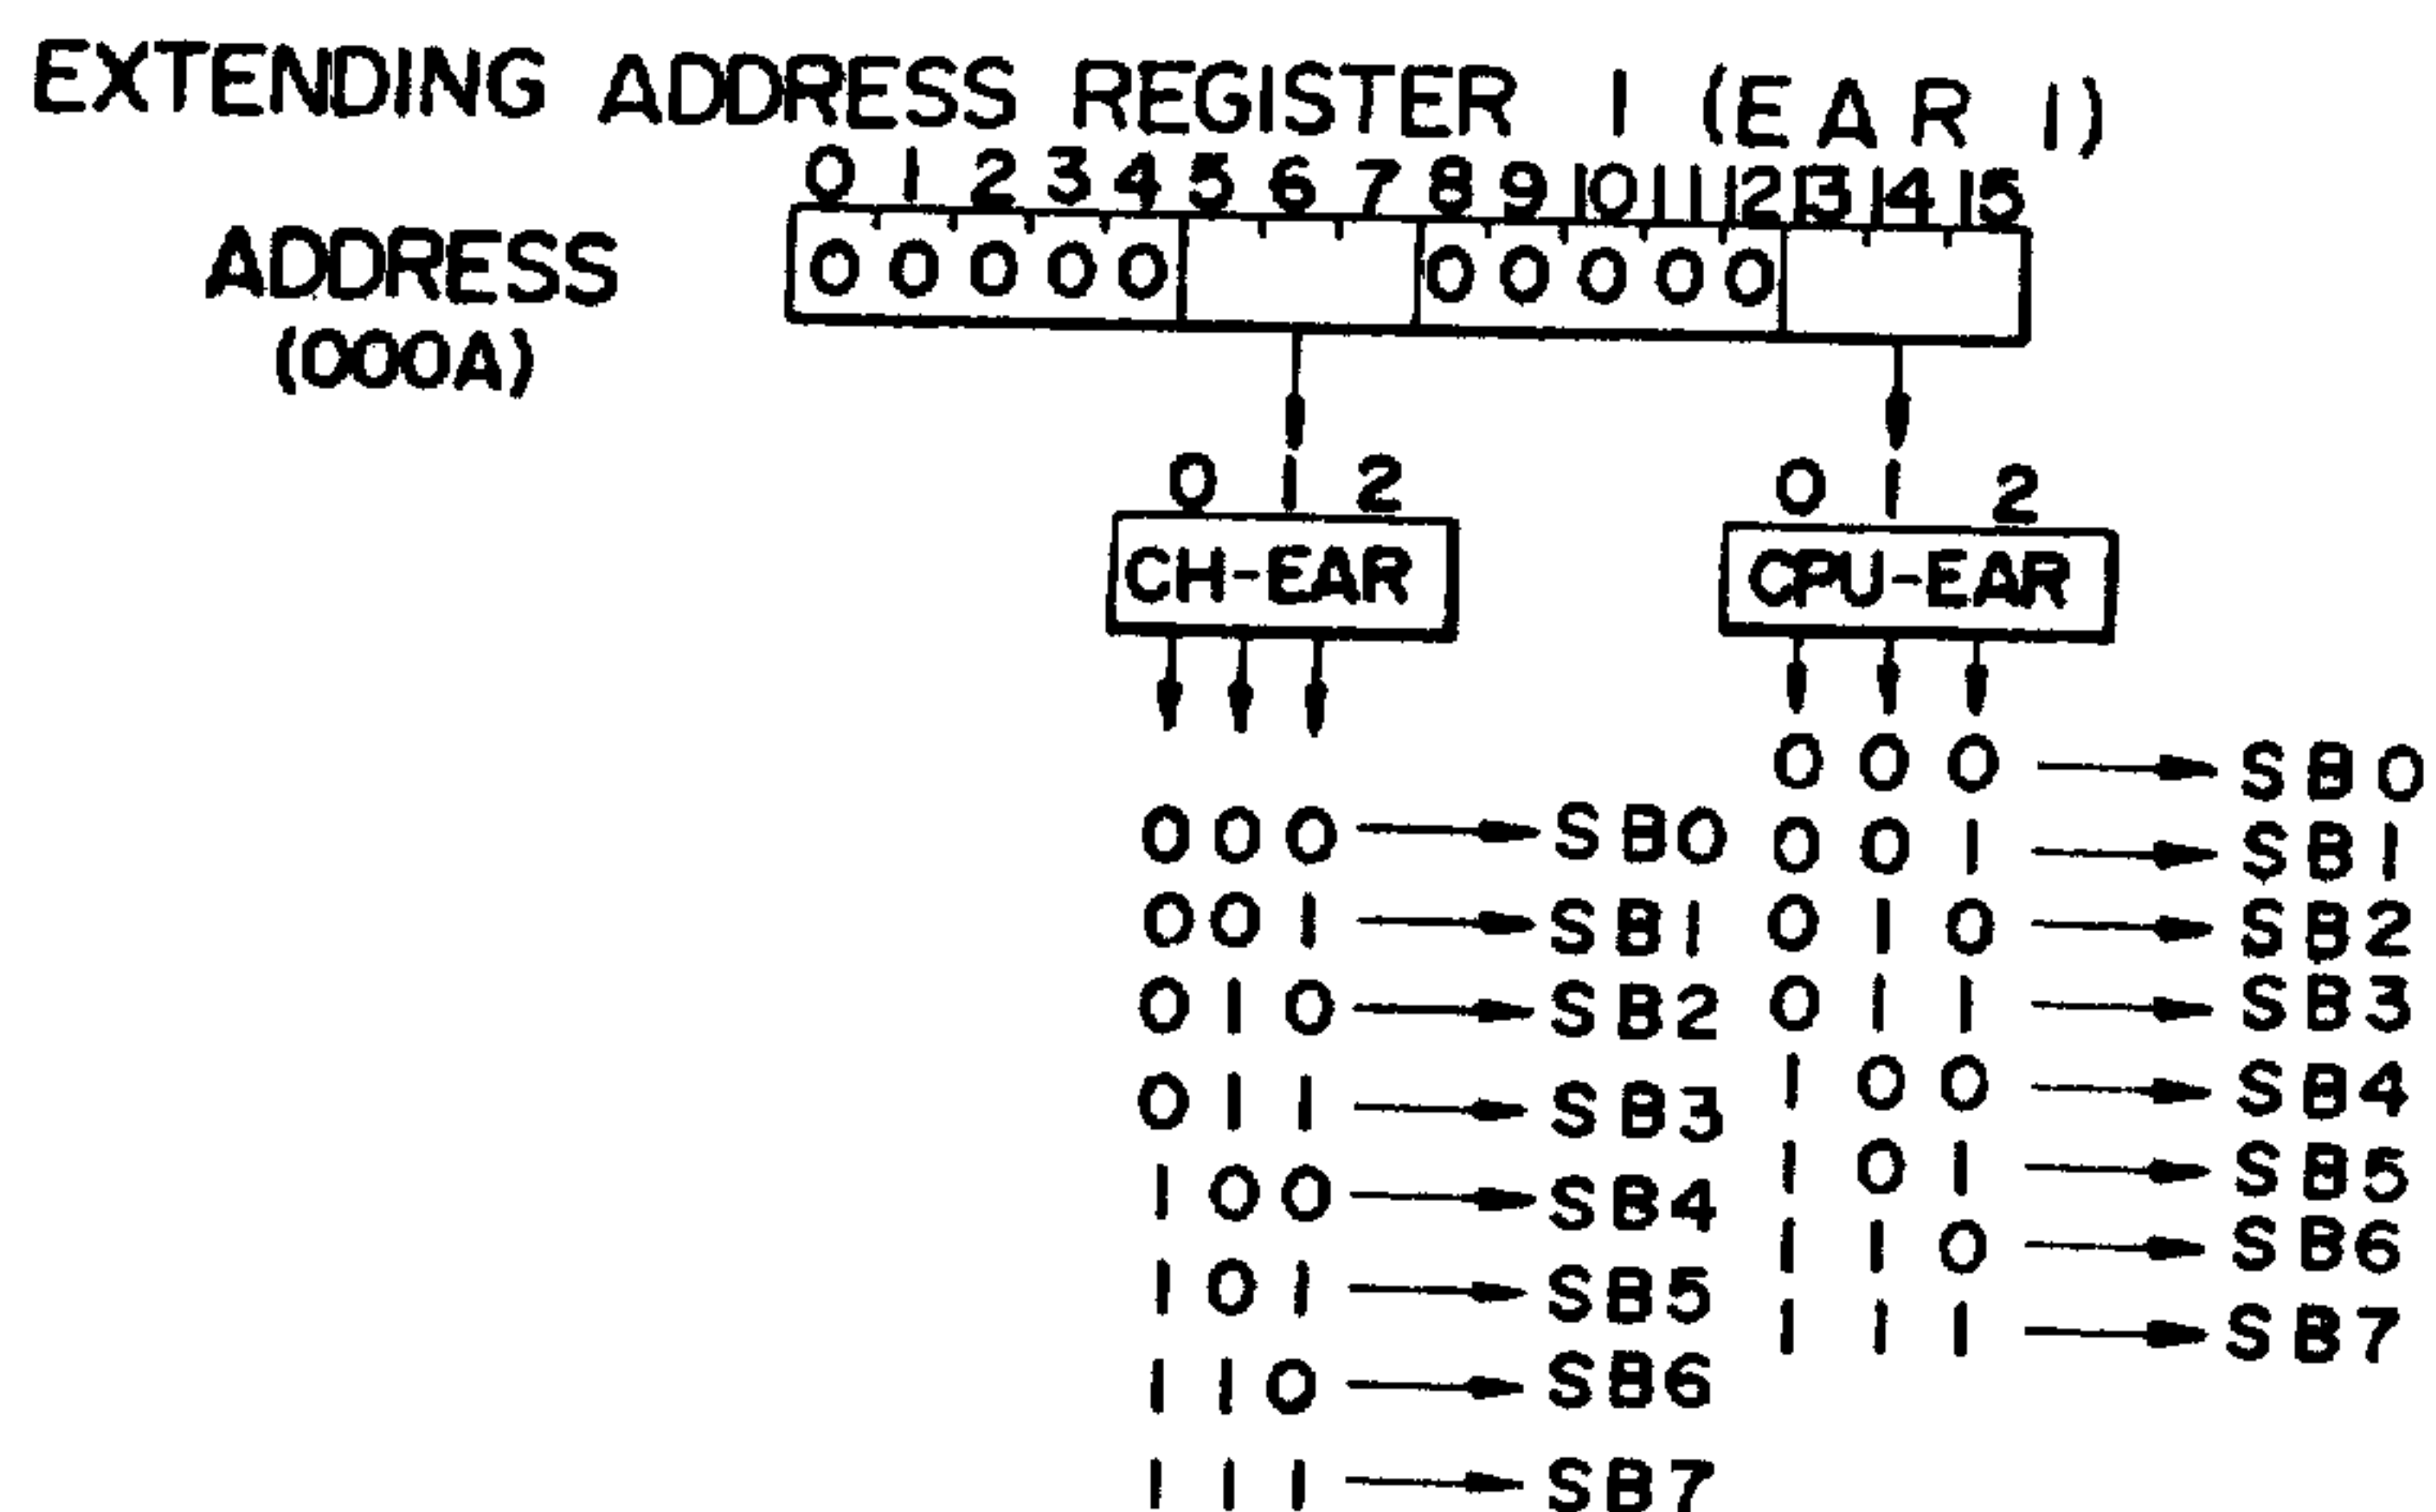 EXTENDING ADDRESS REGISTER 1 (EAR 1)
0 1 2 3 4 5 6 7 8 9 10 11 12 13 14 15
ADDRESS 0 0 0 0 0 0 0 0 0 0
(000A)
0 1 2 0 1 2
CH-EAR CPU-EAR
0 0 0 SB0
0 0 1 SB1
0 1 0 SB2
0 1 1 SB3
1 0 0 SB4
1 0 1 SB5
1 1 0 SB6
1 1 1 SB7
0 0 0 SB0
0 0 1 SB1
0 1 0 SB2
0 1 1 SB3
1 0 0 SB4
1 0 1 SB5
1 1 0 SB6
1 1 1 SB7